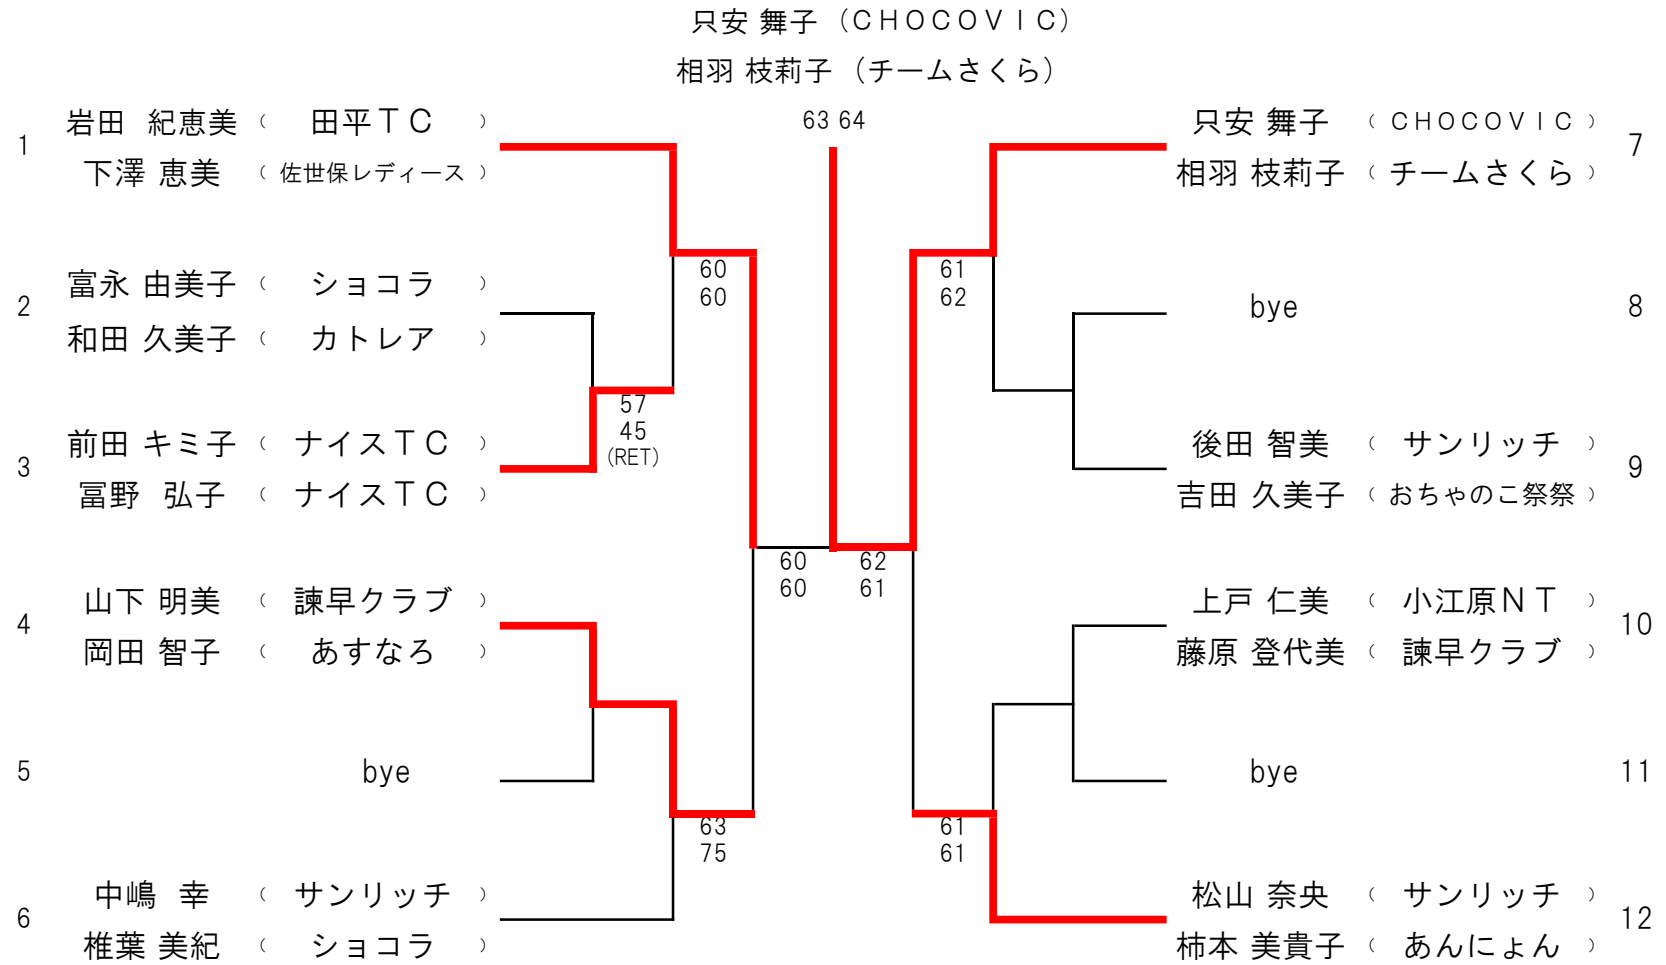 只安 舞子 (ＣＨＯＣＯＶＩＣ)
相羽 枝莉子 (チームさくら)
63 64
1
岩田 紀恵美 ( 田平ＴＣ )
下澤 恵美 ( 佐世保レディース )
2
富永 由美子 ( ショコラ )
和田 久美子 ( カトレア )
3
前田 キミ子 ( ナイスＴＣ )
冨野 弘子 ( ナイスＴＣ )
4
山下 明美 ( 諫早クラブ )
岡田 智子 ( あすなろ )
5
bye
6
中嶋 幸 ( サンリッチ )
椎葉 美紀 ( ショコラ )
60
60
57
45
(RET)
63
75
60
60
62
61
61
62
61
61
只安 舞子 ( ＣＨＯＣＯＶＩＣ )
相羽 枝莉子 ( チームさくら )
7
bye
8
後田 智美 ( サンリッチ )
吉田 久美子 ( おちゃのこ祭祭 )
9
上戸 仁美 ( 小江原ＮＴ )
藤原 登代美 ( 諫早クラブ )
10
bye
11
松山 奈央 ( サンリッチ )
柿本 美貴子 ( あんにょん )
12